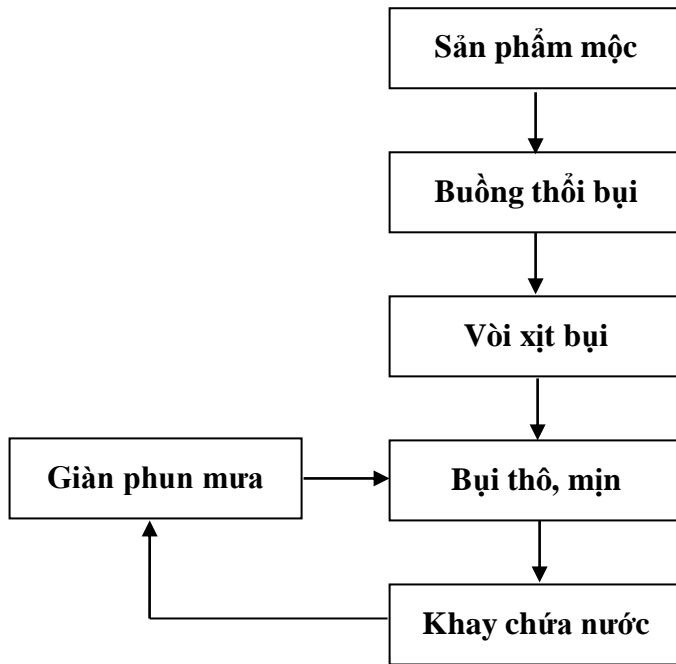 Sản phẩm mộc
Buồng thổi bụi
Vòi xịt bụi
Giàn phun mưa
Bụi thô, mịn
Khay chứa nước